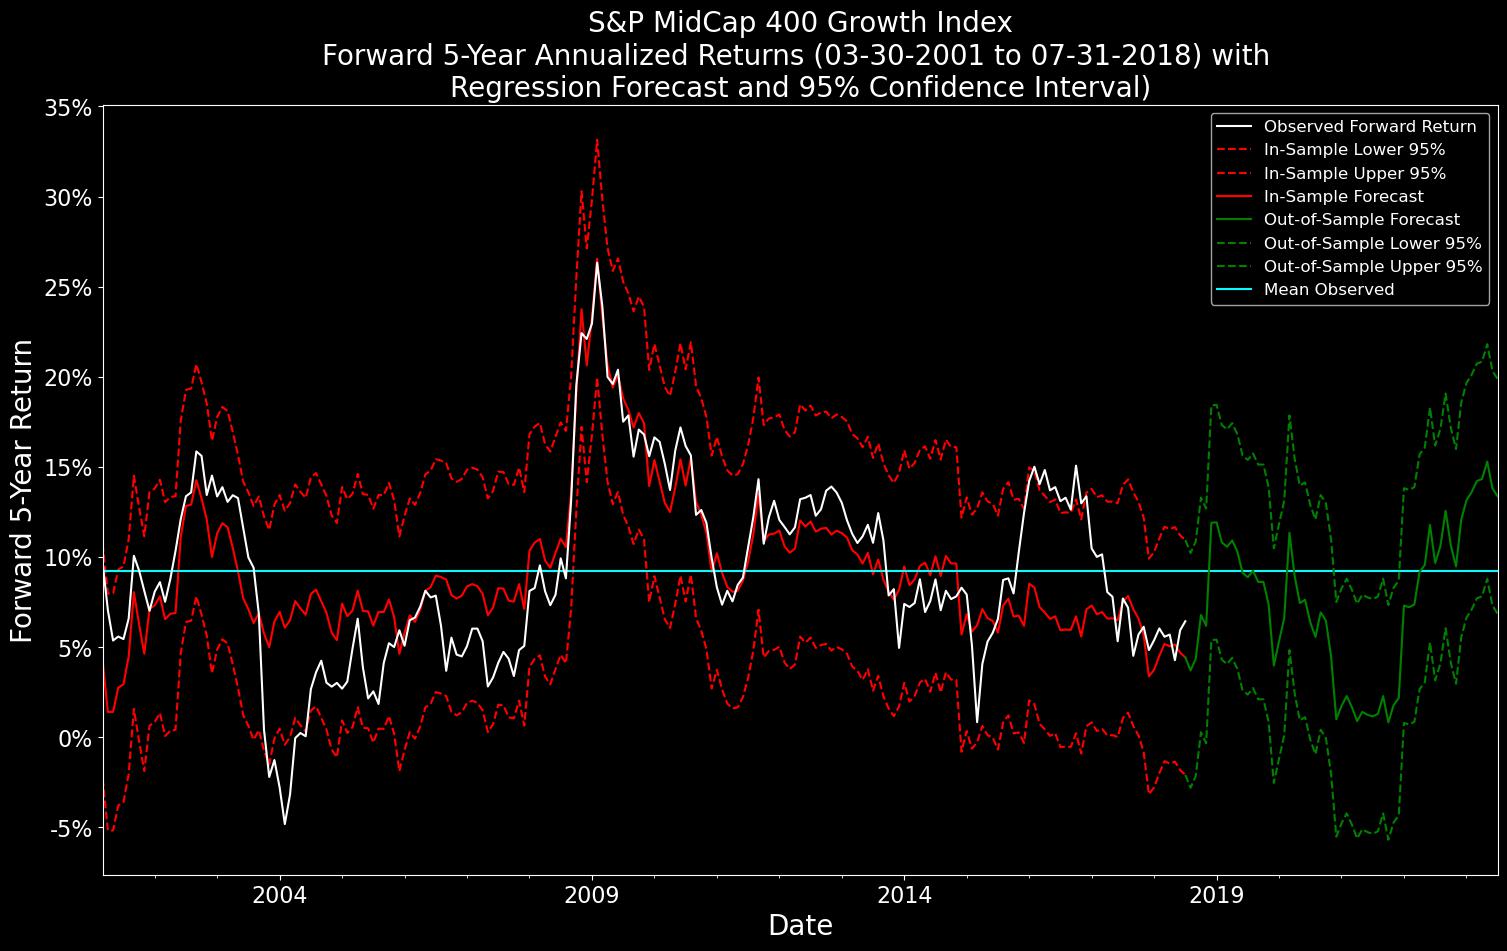 S&P MidCap 400 Growth Index
Forward 5-Year Annualized Returns (03-30-2001 to 07-31-2018) with
Regression Forecast and 95% Confidence Interval)
35%
30%
25%
20%
15%
10%
5%
0%
-5%
Forward 5-Year Return
Observed Forward Return
In-Sample Lower 95%
In-Sample Upper 95%
In-Sample Forecast
Out-of-Sample Forecast
Out-of-Sample Lower 95%
Out-of-Sample Upper 95%
Mean Observed
2004
2009
2014
2019
Date